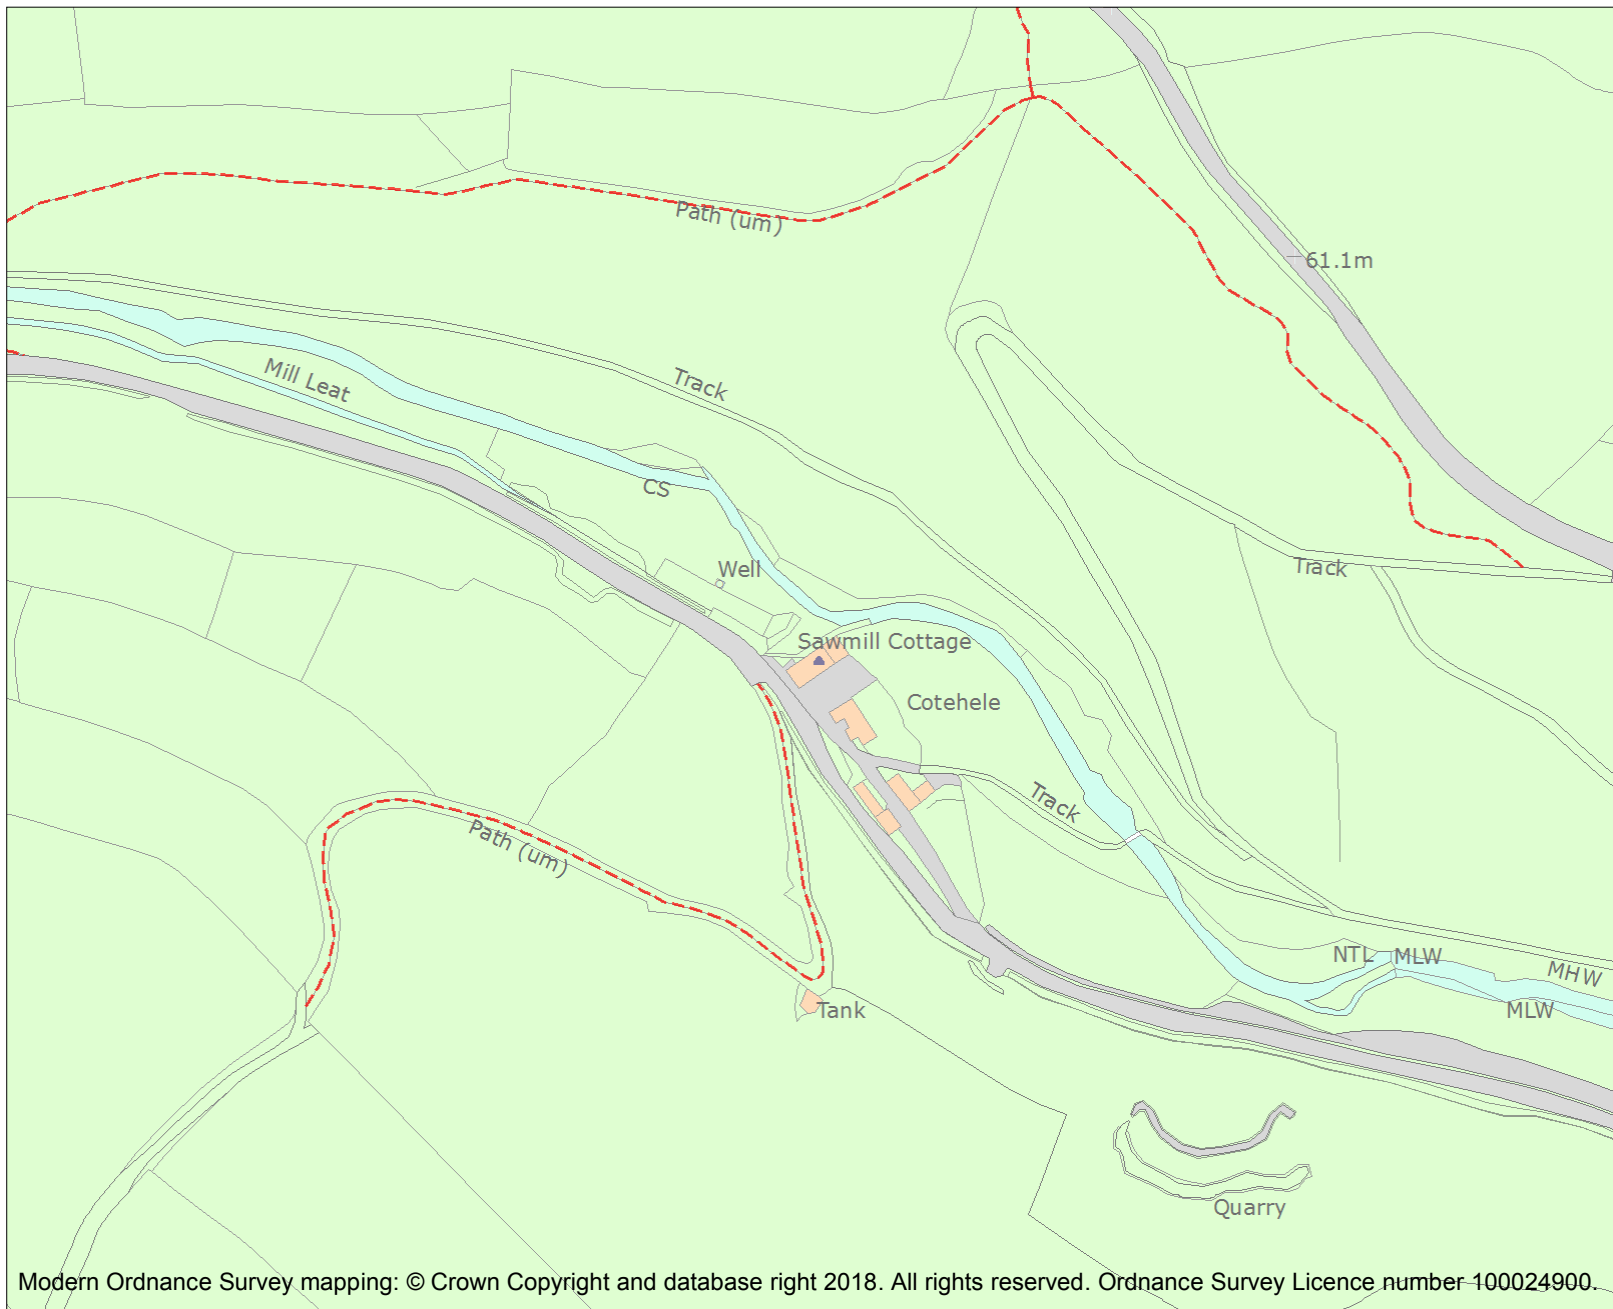 Path (um)
61.1m
Mill Leat
Track
CS
Well
Track
Sawmill Cottage
Cotehele
Track
Path (um)
NTL
MLW
MHW
MLW
Tank
Quarry
Modern Ordnance Survey mapping: © Crown Copyright and database right 2018. All rights reserved. Ordnance Survey Licence number 100024900.